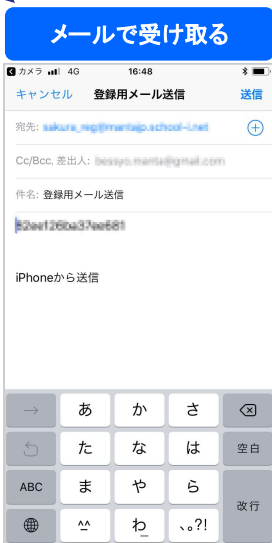 メールで受け取る
カメラ 4G 16:48
キャンセル 登録用メール送信 送信
宛先:
Cc/Bcc, 差出人:
件名: 登録用メール送信
iPhoneから送信
→ あ か さ
た な は 空白
ABC ま や ら 改行
^^ わ 、。?!